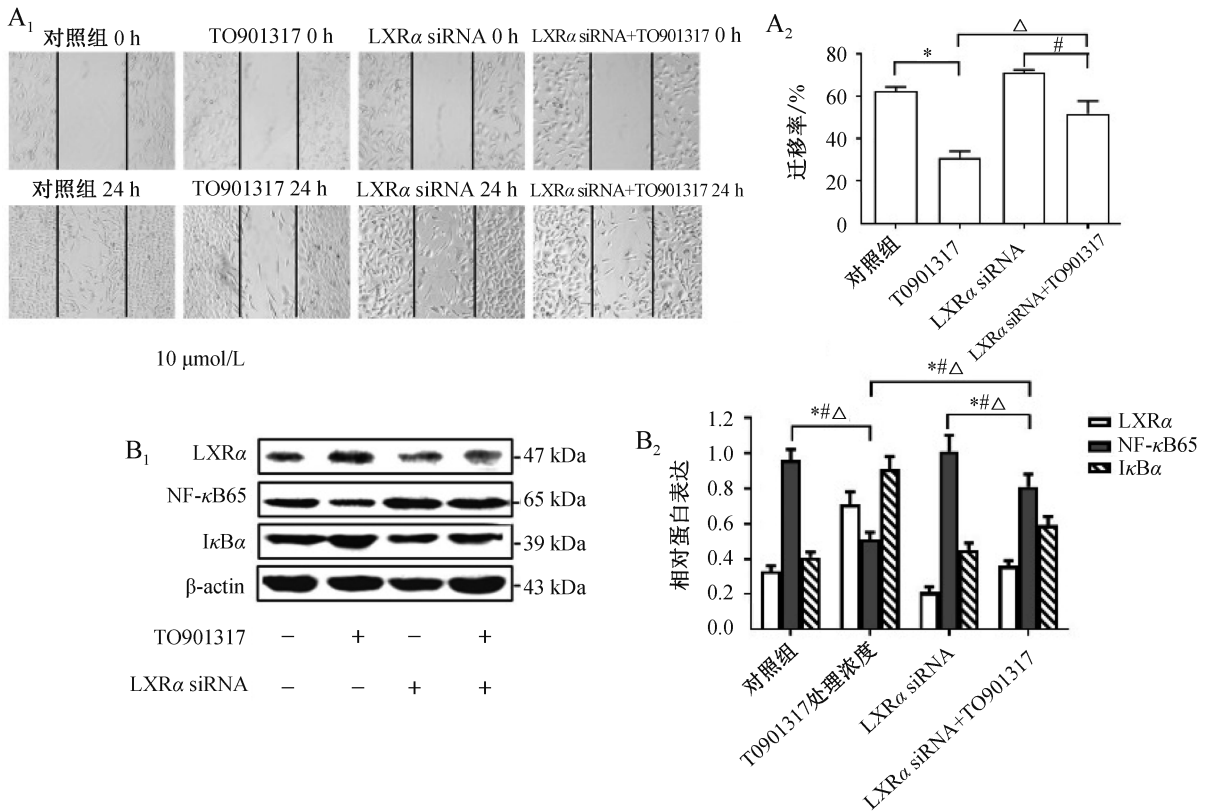 A1
对照组 0 h
TO901317 0 h
LXRα siRNA 0 h
LXRα siRNA+TO901317 0 h
对照组 24 h
TO901317 24 h
LXRα siRNA 24 h
LXRα siRNA+TO901317 24 h
10 μmol/L
A2
△
*
#
迁移率/%
80
60
40
20
0
对照组
T0901317
LXRα siRNA
LXRα siRNA+TO901317
B1
LXRα
47 kDa
NF-κB65
65 kDa
IκBα
39 kDa
β-actin
43 kDa
TO901317 − + − +
LXRα siRNA − − + +
B2
*#△
*#△
*#△
LXRα
NF-κB65
IκBα
相对蛋白表达
1.2
1.0
0.8
0.6
0.4
0.2
0.0
对照组
T0901317处理浓度
LXRα siRNA
LXRα siRNA+TO901317